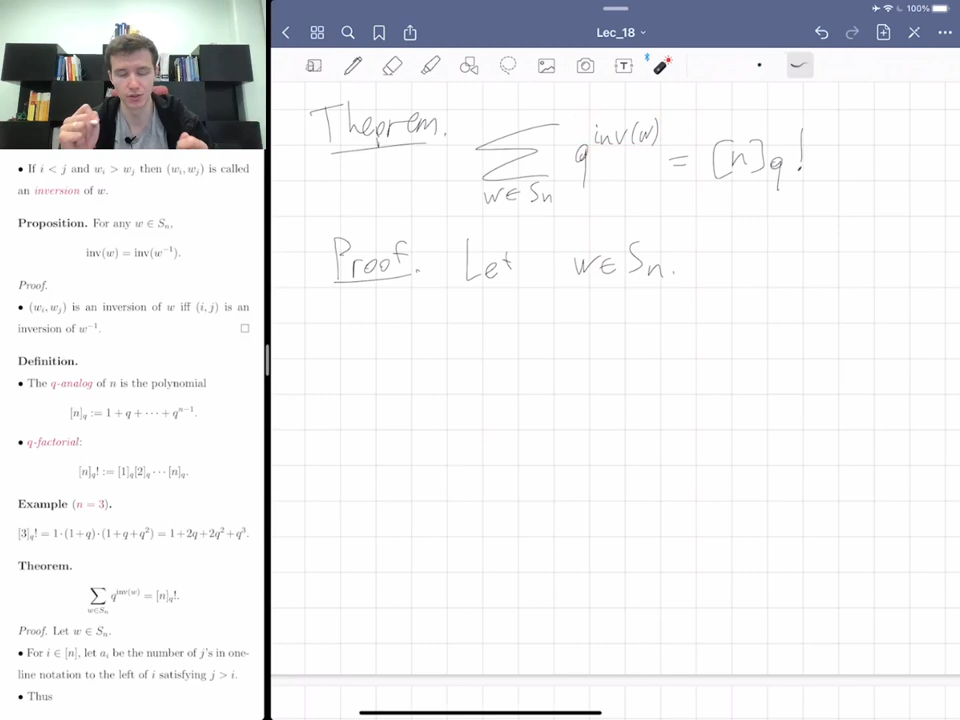 • If i < j and w_i > w_j then (w_i, w_j) is called
an inversion of w.
Proposition. For any w ∈ S_n,
inv(w) = inv(w^{-1}).
Proof.
• (w_i, w_j) is an inversion of w iff (i, j) is an
inversion of w^{-1}. □
Definition.
• The q-analog of n is the polynomial
[n]_q := 1 + q + ··· + q^{n-1}.
• q-factorial:
[n]_q! := [1]_q[2]_q ··· [n]_q.
Example (n = 3).
[3]_q! = 1·(1+q)·(1+q+q^2) = 1+2q+2q^2+q^3.
Theorem.
∑_{w∈S_n} q^{inv(w)} = [n]_q!.
Proof. Let w ∈ S_n.
• For i ∈ [n], let a_i be the number of j's in one-
line notation to the left of i satisfying j > i.
• Thus
100%
Lec_18
Theorem. ∑_{w∈S_n} q^{inv(w)} = [n]_q!
Proof. Let w∈S_n.